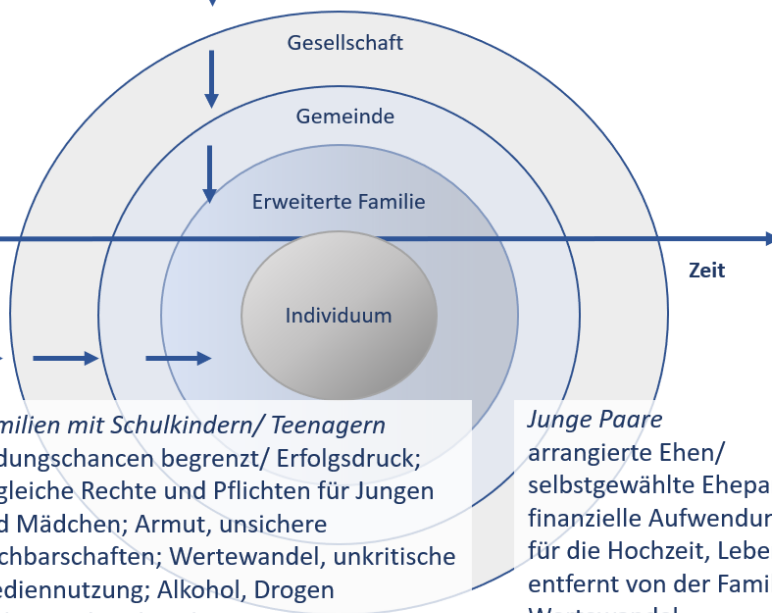 Gesellschaft
Gemeinde
Erweiterte Familie
Zeit
Individuum
milien mit Schulkindern/ Teenagern
dungschancen begrenzt/ Erfolgsdruck;
gleiche Rechte und Pflichten für Jungen
d Mädchen; Armut, unsichere
chbarschaften; Wertewandel, unkritische
ediennutzung; Alkohol, Drogen
Junge Paare
arrangierte Ehen/
selbstgewählte Ehepa
finanzielle Aufwendur
für die Hochzeit, Lebe
entfernt von der Fami